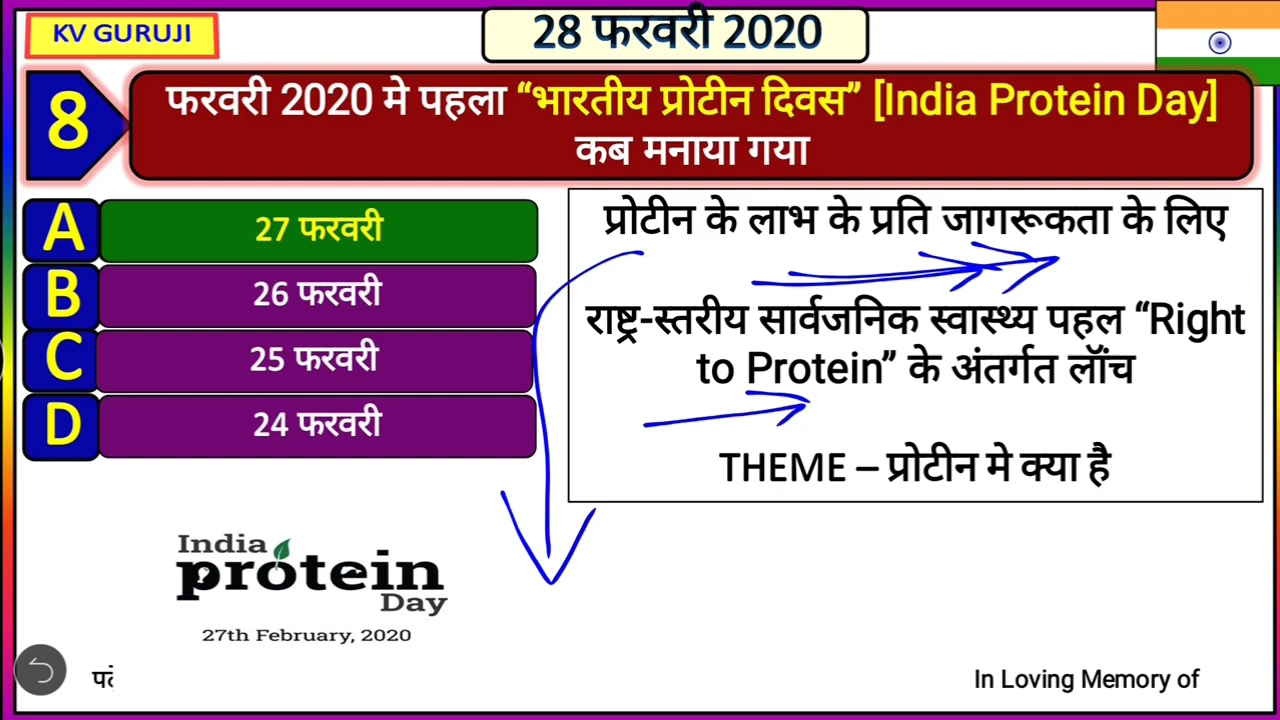 KV GURUJI
28 फरवरी 2020
8
फरवरी 2020 मे पहला “भारतीय प्रोटीन दिवस” [India Protein Day]
कब मनाया गया
A 27 फरवरी
B 26 फरवरी
C 25 फरवरी
D 24 फरवरी
प्रोटीन के लाभ के प्रति जागरूकता के लिए
राष्ट्र-स्तरीय सार्वजनिक स्वास्थ्य पहल “Right
to Protein” के अंतर्गत लॉंच
THEME – प्रोटीन मे क्या है
India
protein
Day
27th February, 2020
In Loving Memory of